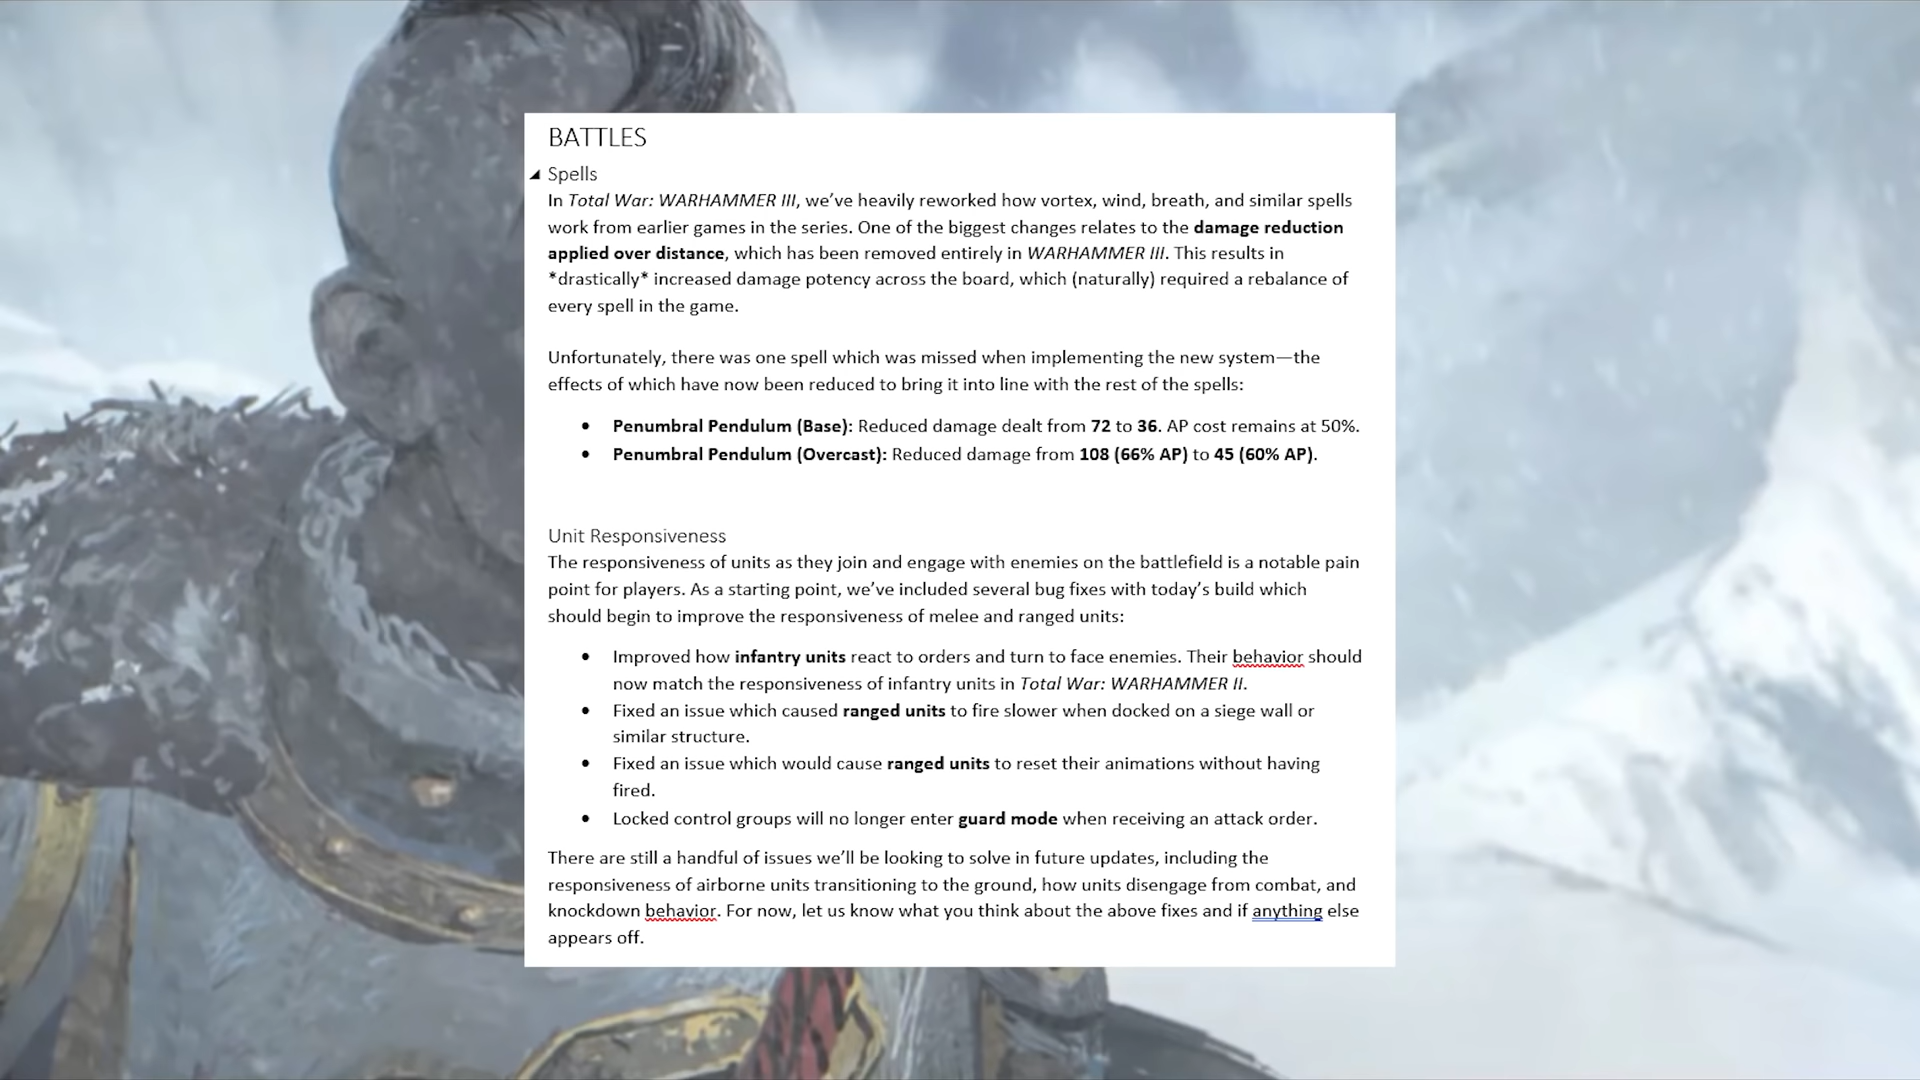 BATTLES
Spells
In Total War: WARHAMMER III, we’ve heavily reworked how vortex, wind, breath, and similar spells
work from earlier games in the series. One of the biggest changes relates to the damage reduction
applied over distance, which has been removed entirely in WARHAMMER III. This results in
*drastically* increased damage potency across the board, which (naturally) required a rebalance of
every spell in the game.
Unfortunately, there was one spell which was missed when implementing the new system—the
effects of which have now been reduced to bring it into line with the rest of the spells:
• Penumbral Pendulum (Base): Reduced damage dealt from 72 to 36. AP cost remains at 50%.
• Penumbral Pendulum (Overcast): Reduced damage from 108 (66% AP) to 45 (60% AP).
Unit Responsiveness
The responsiveness of units as they join and engage with enemies on the battlefield is a notable pain
point for players. As a starting point, we’ve included several bug fixes with today’s build which
should begin to improve the responsiveness of melee and ranged units:
• Improved how infantry units react to orders and turn to face enemies. Their behavior should
now match the responsiveness of infantry units in Total War: WARHAMMER II.
• Fixed an issue which caused ranged units to fire slower when docked on a siege wall or
similar structure.
• Fixed an issue which would cause ranged units to reset their animations without having
fired.
• Locked control groups will no longer enter guard mode when receiving an attack order.
There are still a handful of issues we’ll be looking to solve in future updates, including the
responsiveness of airborne units transitioning to the ground, how units disengage from combat, and
knockdown behavior. For now, let us know what you think about the above fixes and if anything else
appears off.